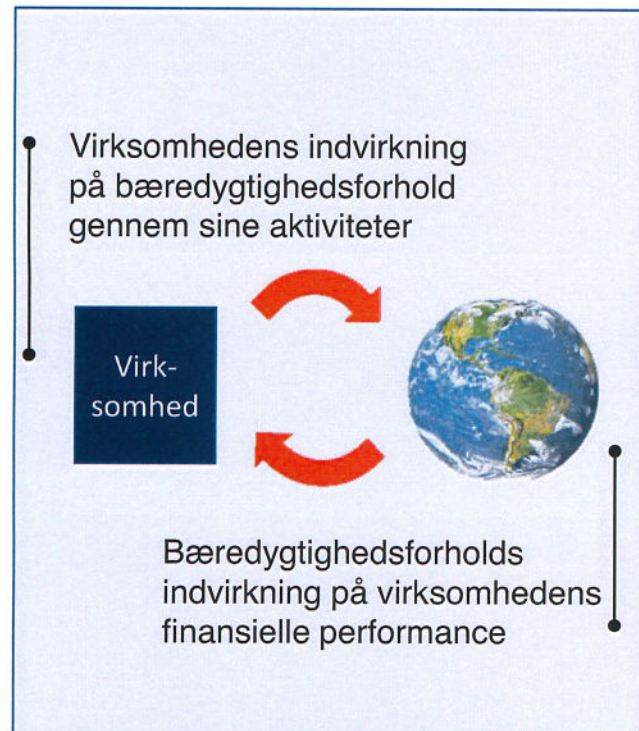 Virksomhedens indvirkning
på bæredygtighedsforhold
gennem sine aktiviteter
Virk-
somhed
Bæredygtighedsforholds
indvirkning på virksomhedens
finansielle performance